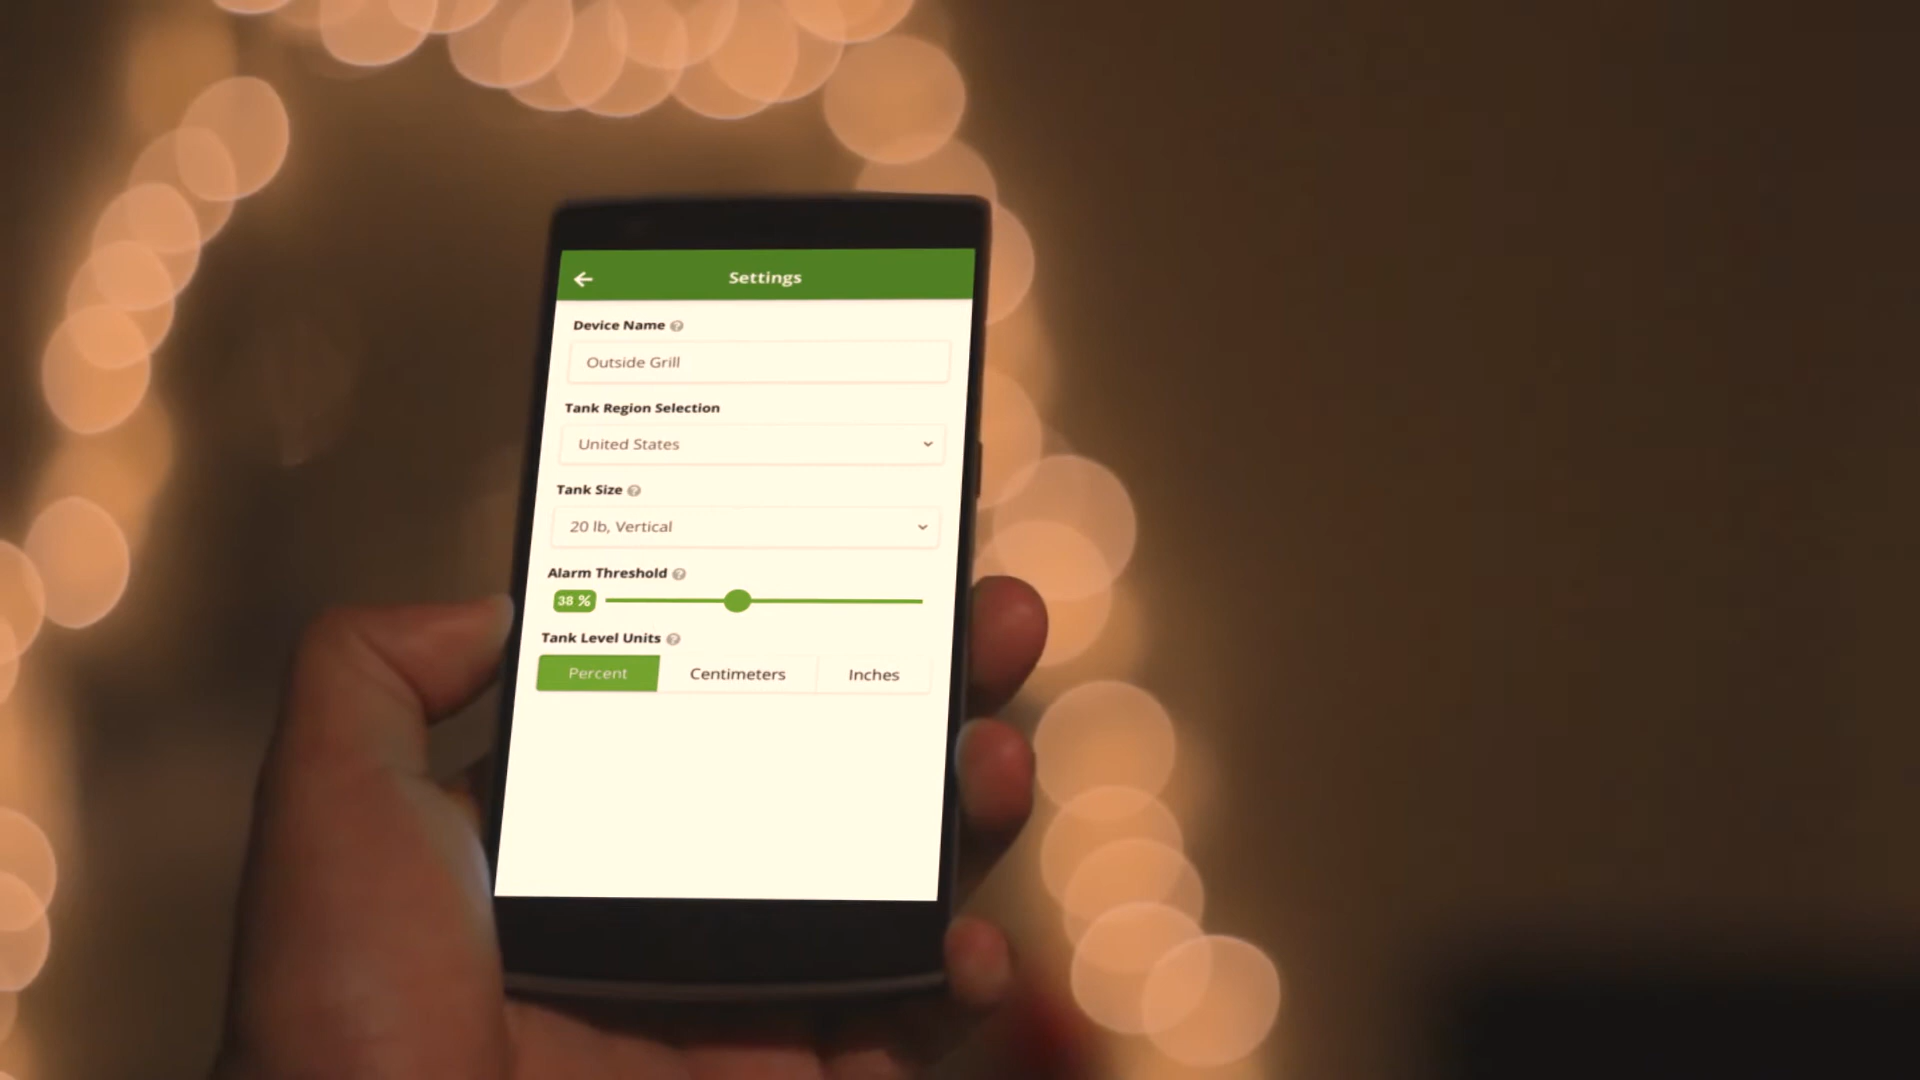 Settings
Device Name
Outside Grill
Tank Region Selection
United States
Tank Size
20 lb, Vertical
Alarm Threshold
38 %
Tank Level Units
Percent Centimeters Inches